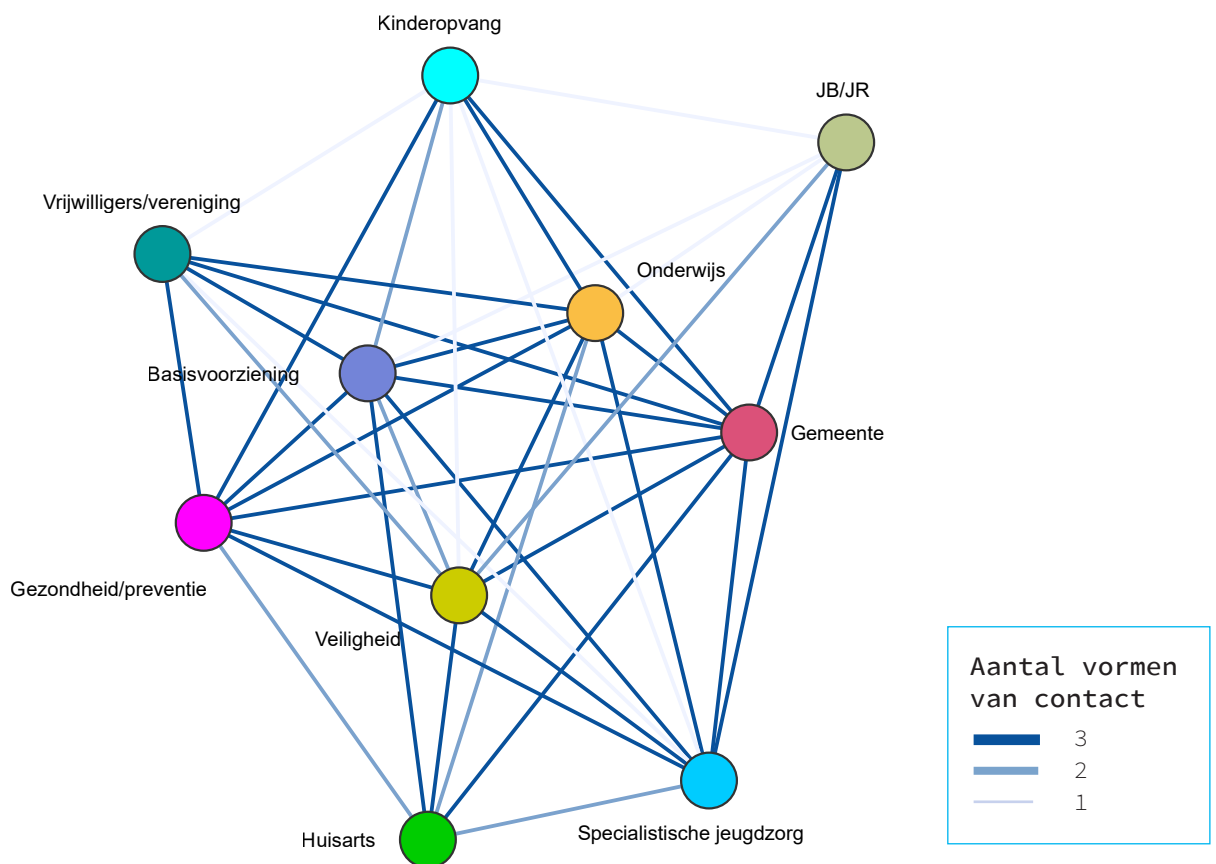 Kinderopvang
JB/JR
Vrijwilligers/vereniging
Onderwijs
Basisvoorziening
Gemeente
Gezondheid/preventie
Veiligheid
Huisarts
Specialistische jeugdzorg
Aantal vormen
van contact
3
2
1